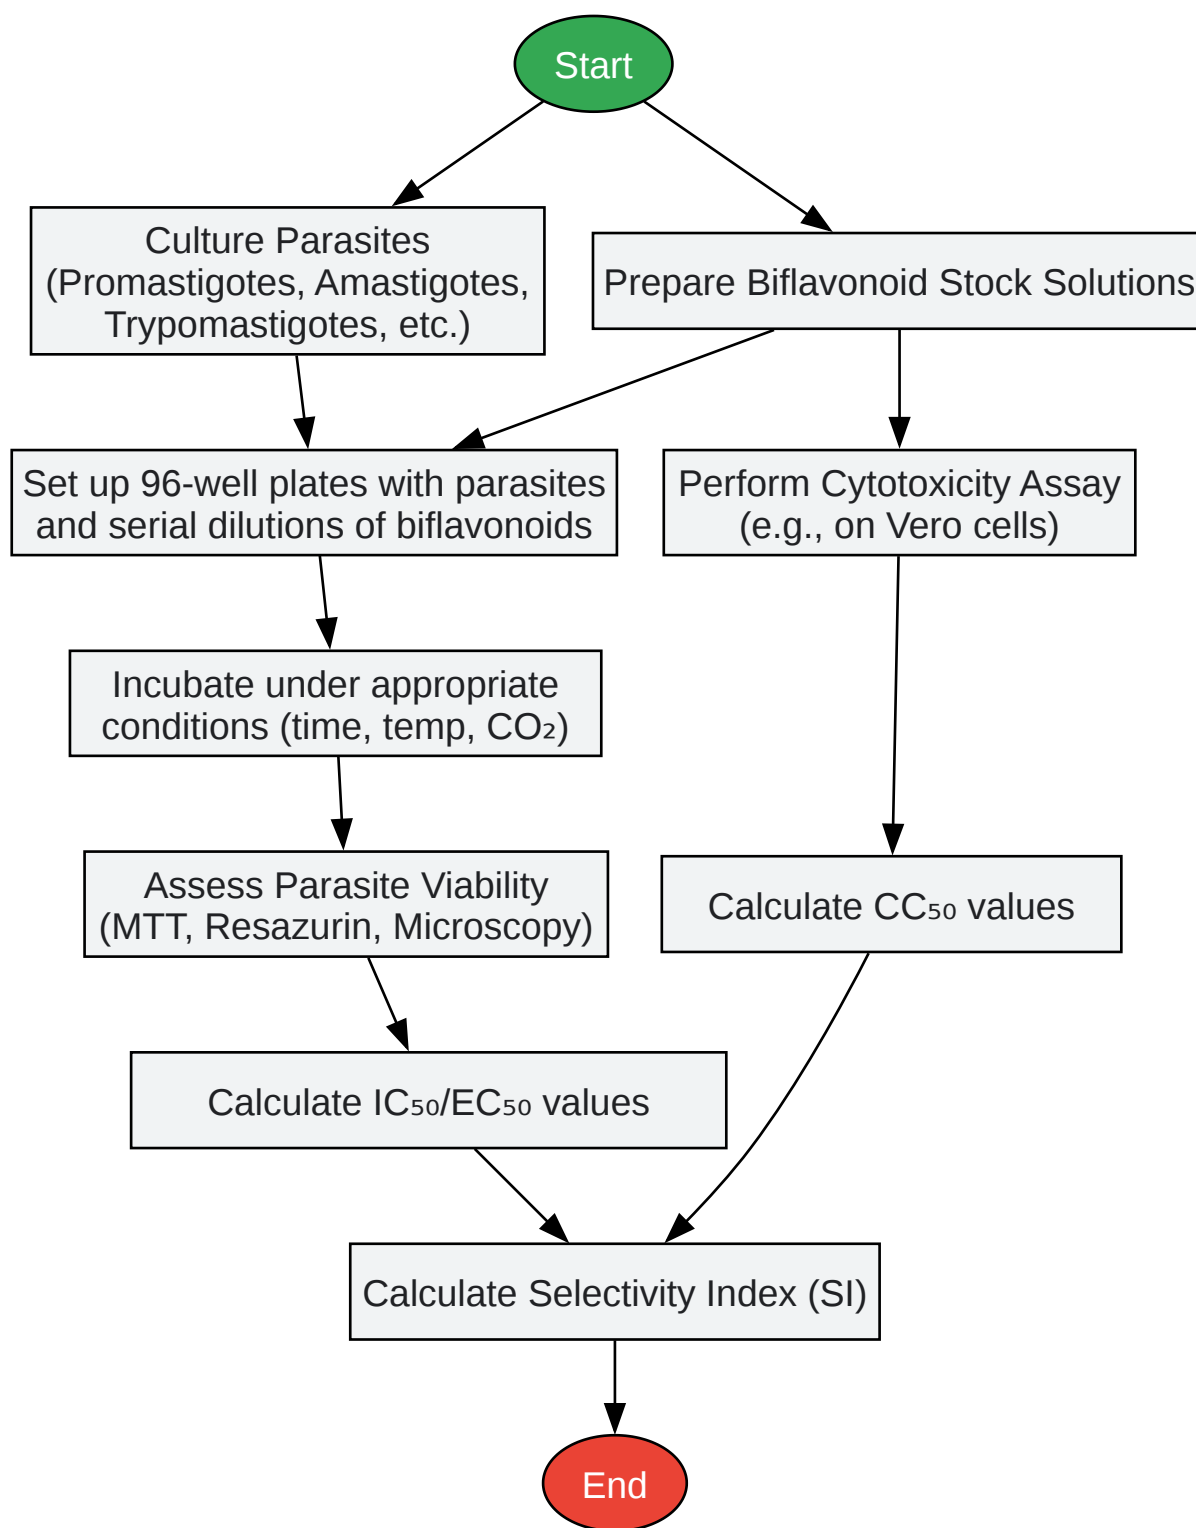 Start
Culture Parasites
(Promastigotes, Amastigotes,
Trypomastigotes, etc.)
Prepare Biflavonoid Stock Solutions
Set up 96-well plates with parasites
and serial dilutions of biflavonoids
Perform Cytotoxicity Assay
(e.g., on Vero cells)
Incubate under appropriate
conditions (time, temp, CO₂)
Assess Parasite Viability
(MTT, Resazurin, Microscopy)
Calculate CC₅₀ values
Calculate IC₅₀/EC₅₀ values
Calculate Selectivity Index (SI)
End